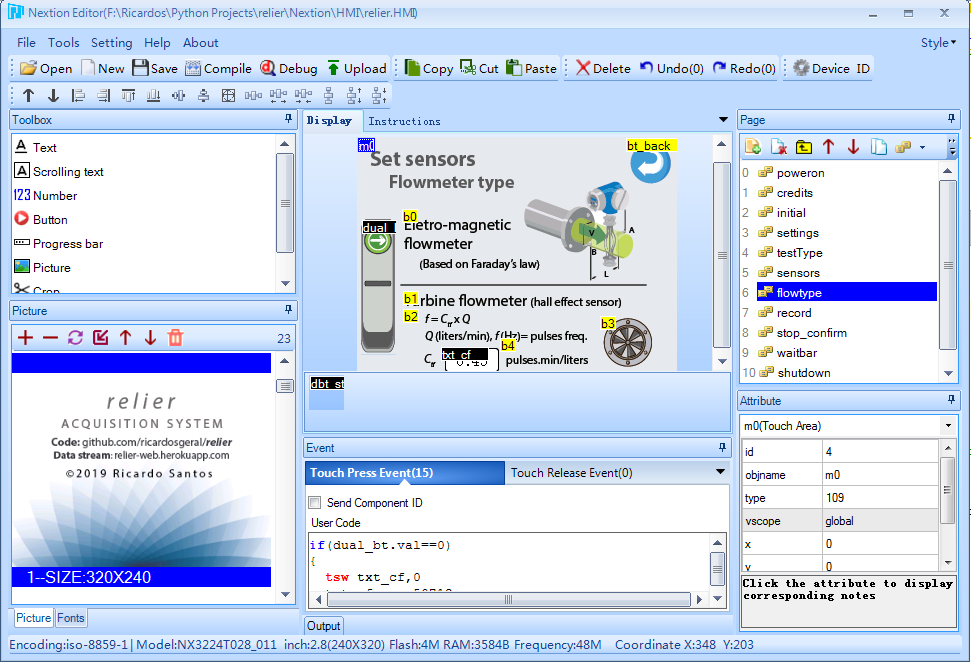 Nextion Editor(F:\Ricardos\Python Projects\relier\Nextion\HMI\relier.HMI)
File Tools Setting Help About Style
Open New Save Compile Debug Upload Copy Cut Paste Delete Undo(0) Redo(0) Device ID
Toolbox
Text
Scrolling text
123 Number
Button
Progress bar
Picture
Picture
23
relier
ACQUISITION SYSTEM
Code: github.com/ricardosgeral/relier
Data stream: relier-web.herokuapp.com
©2019 Ricardo Santos
1--SIZE:320X240
Picture Fonts
Display Instructions
m0
bt_back
Set sensors
Flowmeter type
dual_
b0
Eletro-magnetic
flowmeter
(Based on Faraday's law)
V
A
B
L
b1
Turbine flowmeter (hall effect sensor)
b2
f = Ctr x Q
b3
Q (liters/min), f (Hz)= pulses freq.
b4
Ctr
txt_cf
pulses.min/liters
dbt_st
Event
Touch Press Event(15) Touch Release Event(0)
Send Component ID
User Code
if(dual_bt.val==0)
{
tsw txt_cf,0
Output
Page
0 poweron
1 credits
2 initial
3 settings
4 testType
5 sensors
6 flowtype
7 record
8 stop_confirm
9 waitbar
10 shutdown
Attribute
m0(Touch Area)
id 4
objname m0
type 109
vscope global
x 0
y 0
Click the attribute to display
corresponding notes
Encoding:iso-8859-1 Model:NX3224T028_011 inch:2.8(240X320) Flash:4M RAM:3584B Frequency:48M Coordinate X:348 Y:203